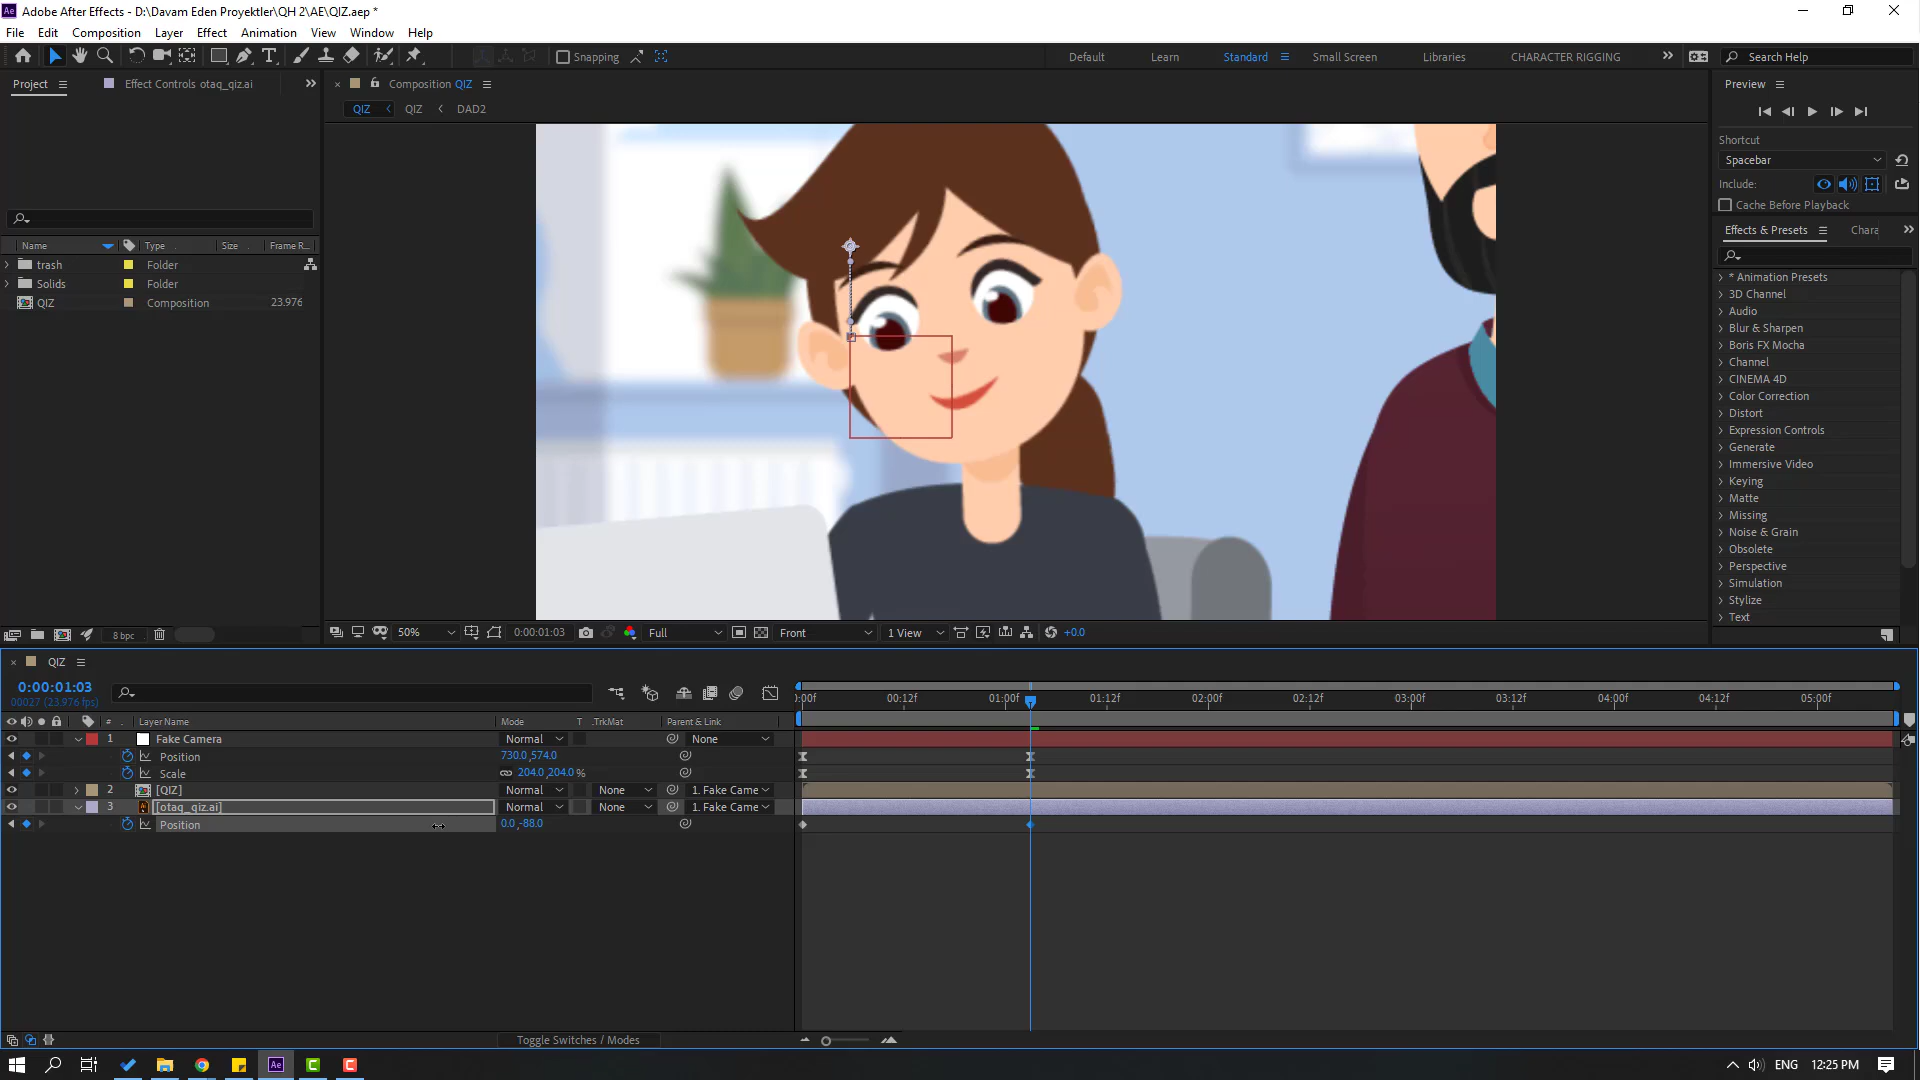 Adobe After Effects - D:\Davam Eden Proyektler\QH 2\AE\QIZ.aep *
File Edit Composition Layer Effect Animation View Window Help
Snapping
Default Learn Standard Small Screen Libraries CHARACTER RIGGING
Search Help
Project
Effect Controls otaq_qiz.ai
Composition QIZ
QIZ QIZ DAD2
Name Type Size Frame R...
trash Folder
Solids Folder
QIZ Composition 23.976
8 bpc
50% 0:00:01:03 Full Front 1 View +0.0
Preview
Shortcut
Spacebar
Include:
Cache Before Playback
Effects & Presets Chara
* Animation Presets
3D Channel
Audio
Blur & Sharpen
Boris FX Mocha
Channel
CINEMA 4D
Color Correction
Distort
Expression Controls
Generate
Immersive Video
Keying
Matte
Missing
Noise & Grain
Obsolete
Perspective
Simulation
Stylize
Text
QIZ
0:00:01:03
00027 (23.976 fps)
:00f 00:12f 01:00f 01:12f 02:00f 02:12f 03:00f 03:12f 04:00f 04:12f 05:00f
# Layer Name Mode T .TrkMat Parent & Link
1 Fake Camera Normal None
Position 730.0,574.0
Scale 204.0,204.0 %
2 [QIZ] Normal None 1. Fake Came
3 [otaq_qiz.ai] Normal None 1. Fake Came
Position 0.0,-88.0
Toggle Switches / Modes
Ae ENG 12:25 PM